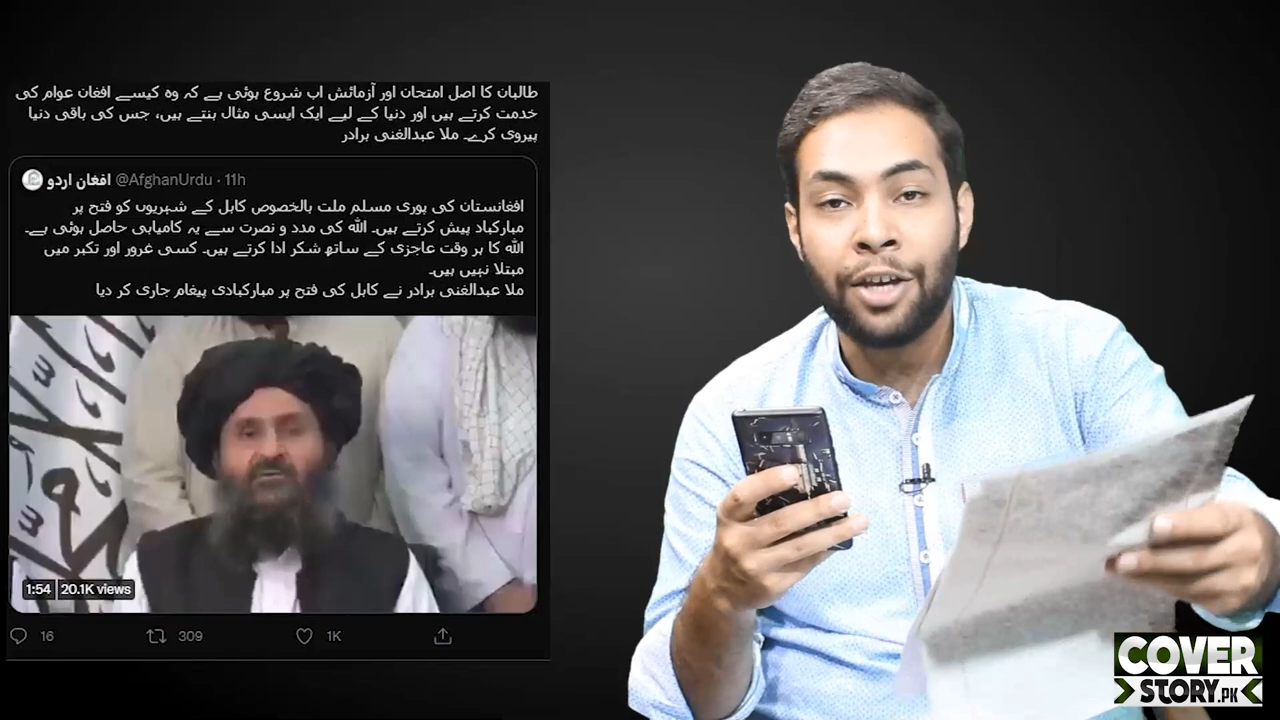 طالبان کا اصل امتحان اور آزمائش اب شروع ہوئی ہے کہ وہ کیسے افغان عوام کی
خدمت کرتے ہیں اور دنیا کے لیے ایک ایسی مثال بنتے ہیں، جس کی باقی دنیا
پیروی کرے۔ ملا عبدالغنی برادر
افغان اردو @AfghanUrdu · 11h
افغانستان کی پوری مسلم ملت بالخصوص کابل کے شہریوں کو فتح پر
مبارکباد پیش کرتے ہیں۔ اللہ کی مدد و نصرت سے یہ کامیابی حاصل ہوئی ہے۔
اللہ کا ہر وقت عاجزی کے ساتھ شکر ادا کرتے ہیں۔ کسی غرور اور تکبر میں
مبتلا نہیں ہیں۔
ملا عبدالغنی برادر نے کابل کی فتح پر مبارکبادی پیغام جاری کر دیا
1:54 20.1K views
16 309 1K
COVER
STORY.PK